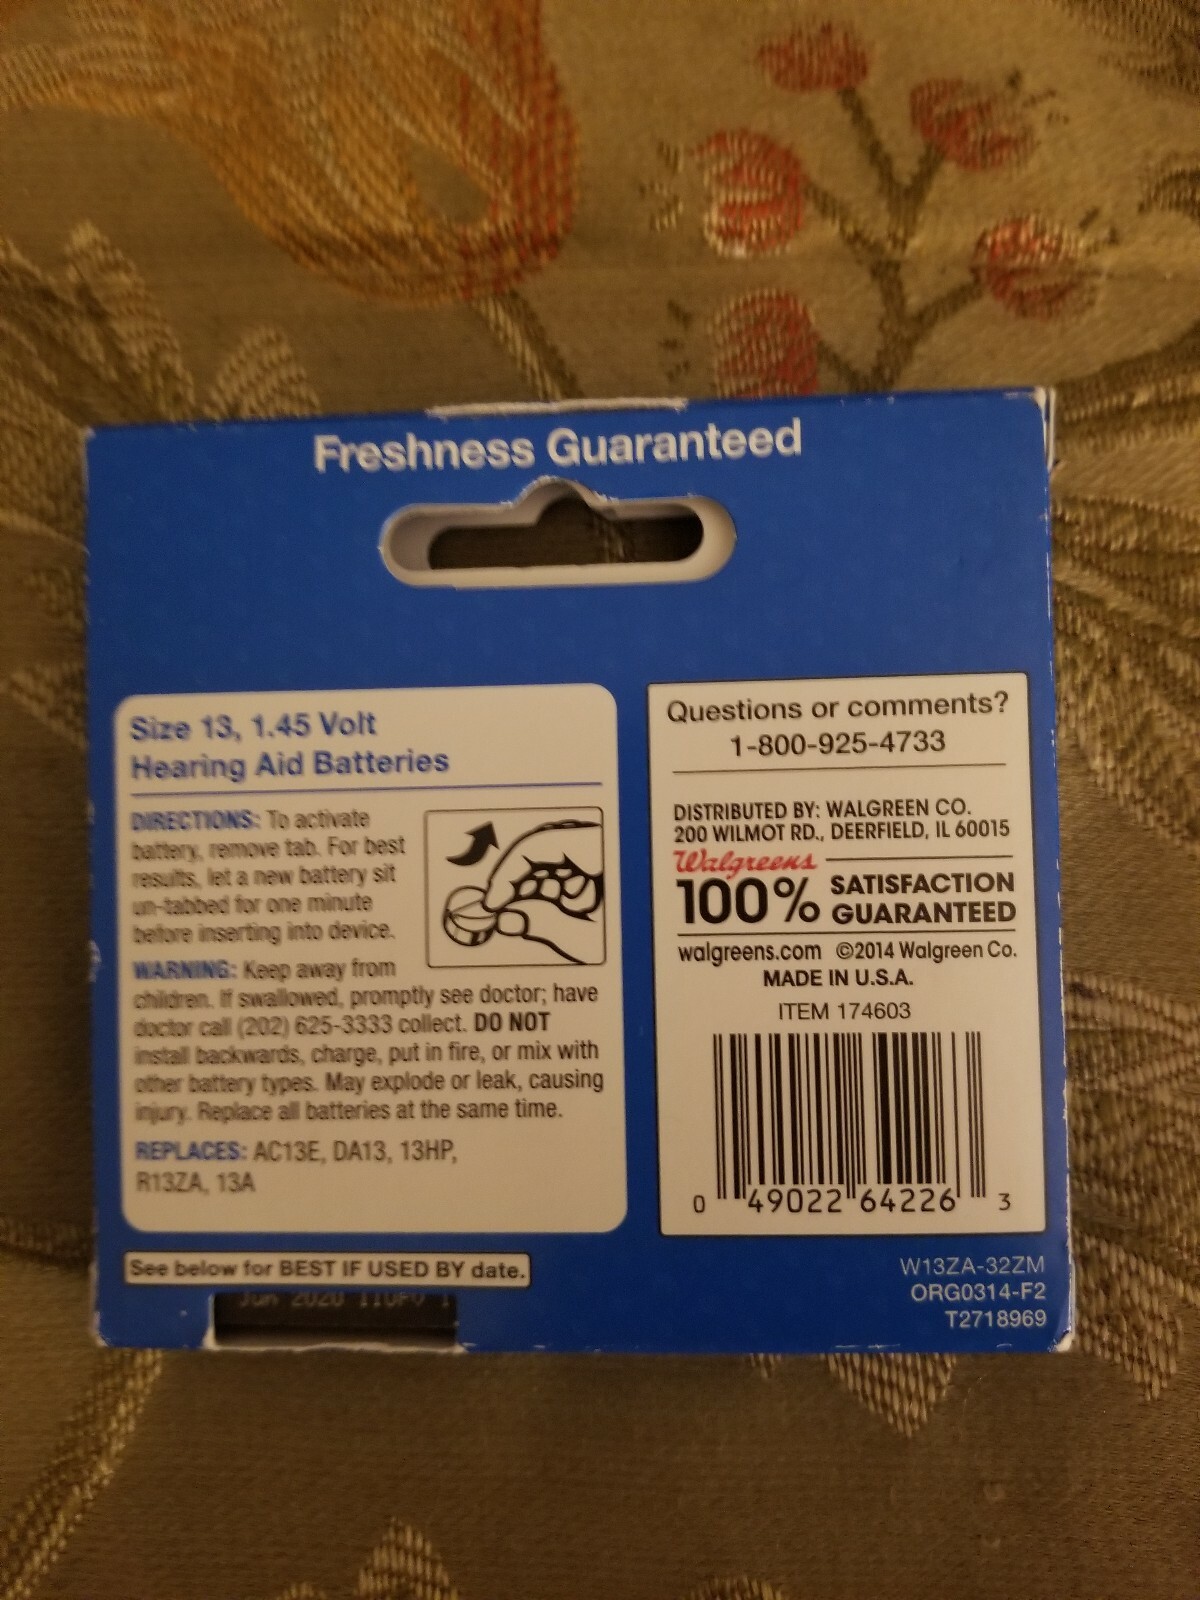 Freshness Guaranteed
Size 13, 1.45 Volt
Hearing Aid Batteries
DIRECTIONS: To activate
battery, remove tab. For best
results, let a new battery sit
un-tabbed for one minute
before inserting into device.
WARNING: Keep away from
children. If swallowed, promptly see doctor; have
doctor call (202) 625-3333 collect. DO NOT
install backwards, charge, put in fire, or mix with
other battery types. May explode or leak, causing
injury. Replace all batteries at the same time.
REPLACES: AC13E, DA13, 13HP,
R13ZA, 13A
See below for BEST IF USED BY date.
Jun 2020
Questions or comments?
1-800-925-4733
DISTRIBUTED BY: WALGREEN CO.
200 WILMOT RD., DEERFIELD, IL 60015
Walgreens
100% SATISFACTION
GUARANTEED
walgreens.com ©2014 Walgreen Co.
MADE IN U.S.A.
ITEM 174603
0 49022 64226 3
W13ZA-32ZM
ORG0314-F2
T2718969